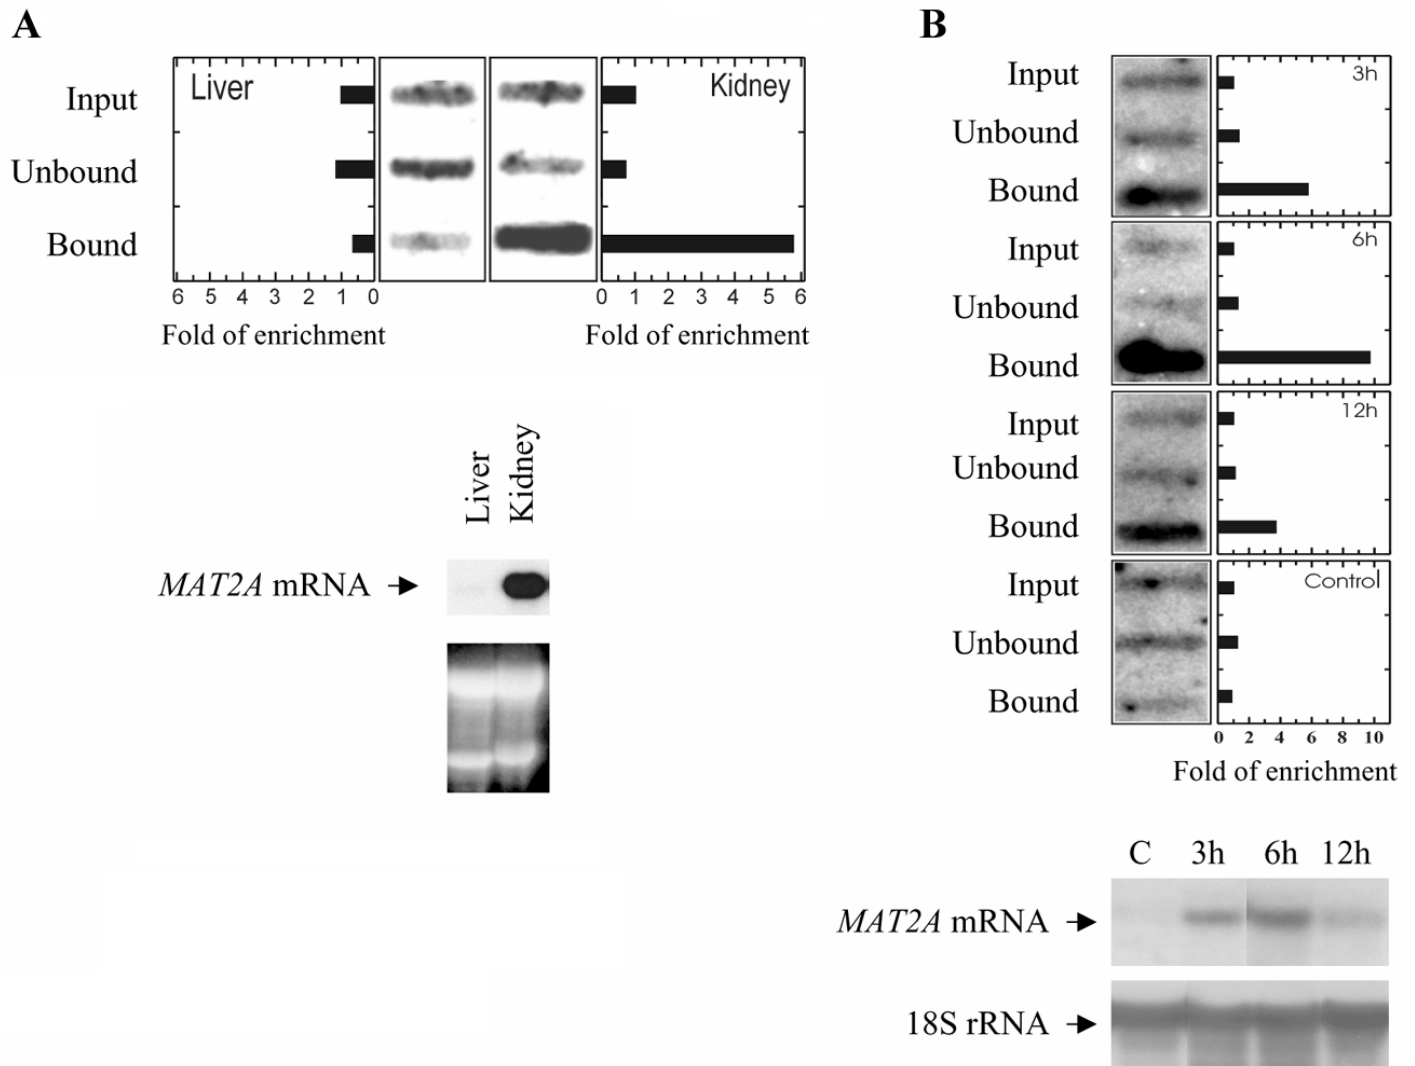 A
Liver
Kidney
Input
Unbound
Bound
6 5 4 3 2 1 0
0 1 2 3 4 5 6
Fold of enrichment
Fold of enrichment
Liver
Kidney
MAT2A mRNA
B
Input
3h
Unbound
Bound
Input
6h
Unbound
Bound
Input
12h
Unbound
Bound
Input
Control
Unbound
Bound
0 2 4 6 8 10
Fold of enrichment
C 3h 6h 12h
MAT2A mRNA
18S rRNA